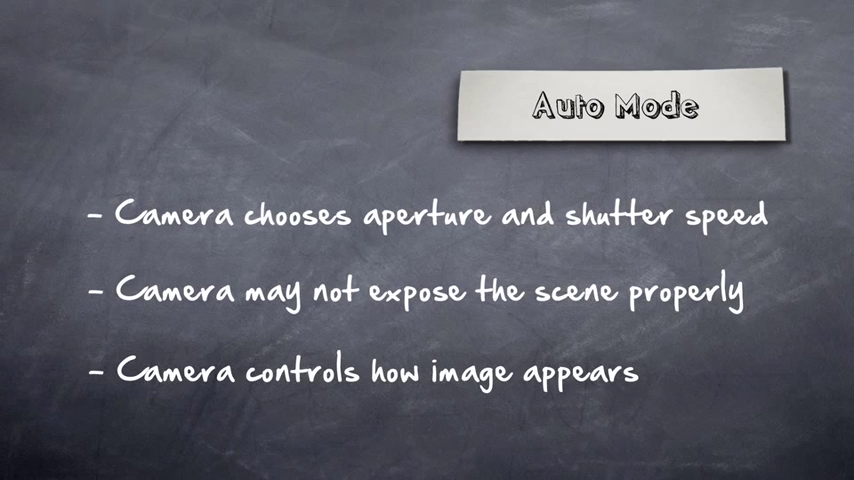 Auto Mode
- Camera chooses aperture and shutter speed
- Camera may not expose the scene properly
- Camera controls how image appears